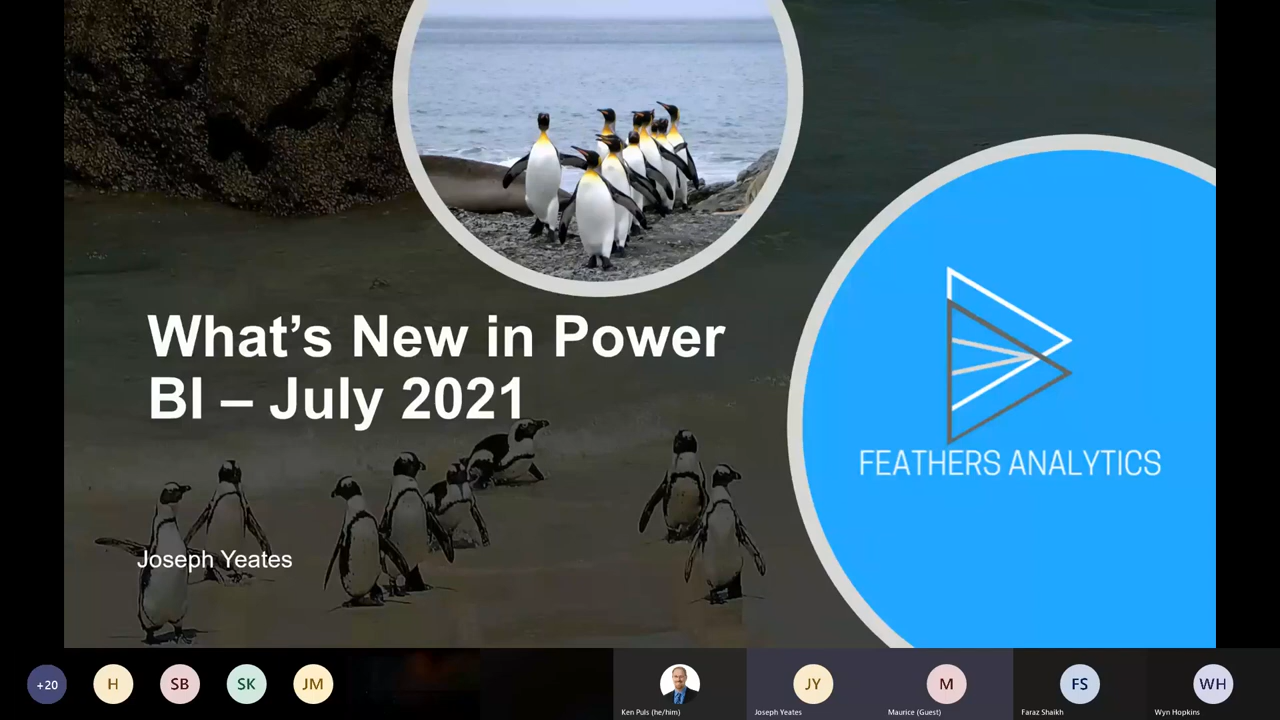 What's New in Power
BI – July 2021
FEATHERS ANALYTICS
Joseph Yeates
+20
H
SB
SK
JM
JY
M
FS
WH
Ken Puls (he/him)
Joseph Yeates
Maurice (Guest)
Faraz Shaikh
Wyn Hopkins